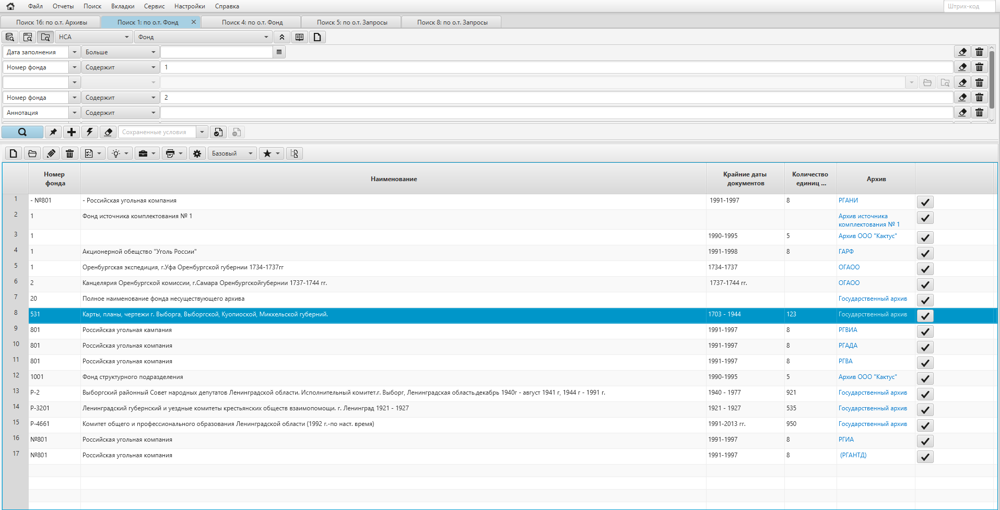 Файл Отчеты Поиск Вкладки Сервис Настройки Справка Штрих-код
Поиск 16: по о.т. Архивы Поиск 1: по о.т. Фонд Поиск 4: по о.т. Фонд Поиск 5: по о.т. Запросы Поиск 8: по о.т. Запросы
НСА Фонд
Дата заполнения Больше
Номер фонда Содержит 1
Номер фонда Содержит 2
Аннотация Содержит
Сохраненные условия
Базовый
Номер фонда Наименование Крайние даты документов Количество единиц ... Архив
1 - №801 - Российская угольная компания 1991-1997 8 РГАНИ
2 1 Фонд источника комплектования № 1 Архив источника комплектования № 1
3 1 1990-1995 5 Архив ООО "Кактус"
4 1 Акционерной обещство "Уголь России" 1991-1998 8 ГАРФ
5 1 Оренбургская экспедиция, г.Уфа Оренбургской губернии 1734-1737гг 1734-1737 ОГАОО
6 2 Канцелярия Оренбургской комиссии, г.Самара Оренбургскойгубернии 1737-1744 гг. 1737-1744 гг. ОГАОО
7 20 Полное наименование фонда несуществующего архива Государственный архив
8 531 Карты, планы, чертежи г. Выборга, Выборгской, Куопиоской, Миккельской губерний. 1703 - 1944 123 Государственный архив
9 801 Российская угольная кампания 1991-1997 8 РГВИА
10 801 Российская угольная компания 1991-1997 8 РГАДА
11 801 Российская угольная компания 1991-1997 8 РГВА
12 1001 Фонд структурного подразделения 1990-1995 5 Архив ООО "Кактус"
13 Р-2 Выборгский районный Совет народных депутатов Ленинградской области. Исполнительный комитет.г. Выборг, Ленинградская область.декабрь 1940г - август 1941 г, 1944 г - 1991 г. 1940 - 1977 921 Государственный архив
14 Р-3201 Ленинградский губернский и уездные комитеты крестьянских обществ взаимопомощи. г. Ленинград 1921 - 1927 1921 - 1927 535 Государственный архив
15 Р-4661 Комитет общего и профессионального образования Ленинградской области (1992 г.-по наст. время) 1991-2013 гг. 950 Государственный архив
16 №801 Российская угольная компания 1991-1997 8 РГИА
17 №801 Российская угольная компания 1991-1997 8 (РГАНТД)